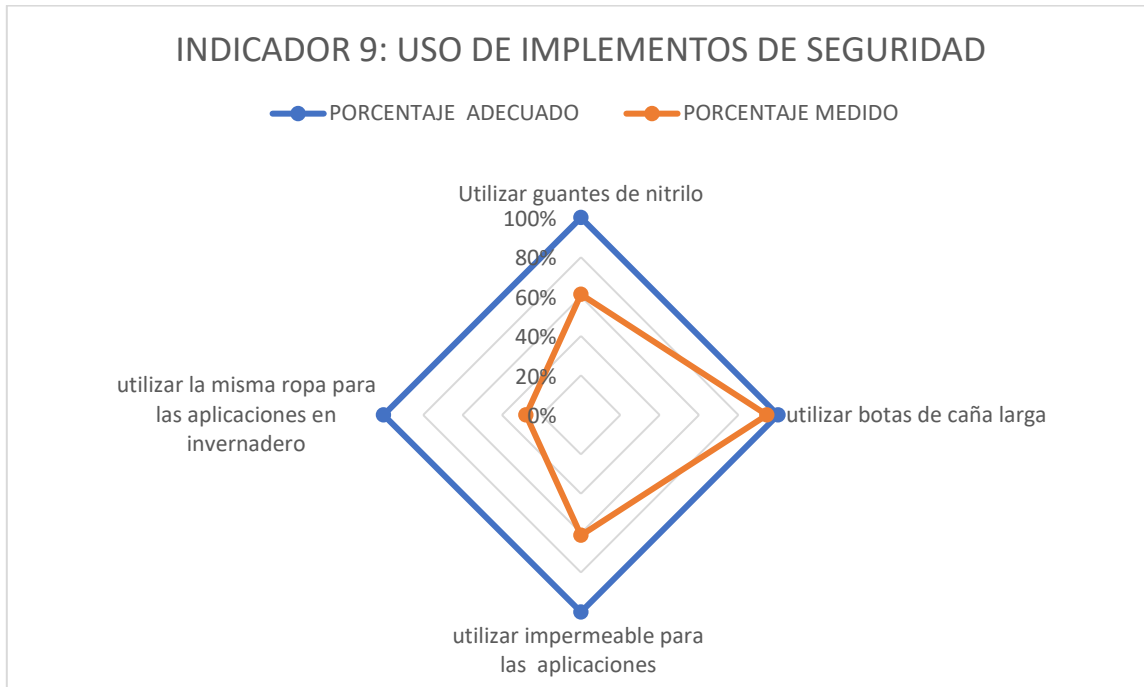 INDICADOR 9: USO DE IMPLEMENTOS DE SEGURIDAD
PORCENTAJE  ADECUADO
PORCENTAJE MEDIDO
Utilizar guantes de nitrilo
100%
80%
60%
40%
20%
0%
utilizar botas de caña larga
utilizar la misma ropa para
las aplicaciones en
invernadero
utilizar impermeable para
las  aplicaciones